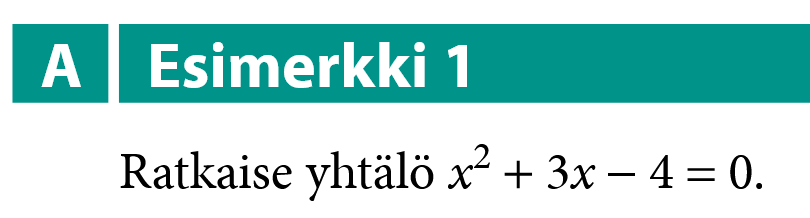 A Esimerkki 1
Ratkaise yhtälö x² + 3x − 4 = 0.